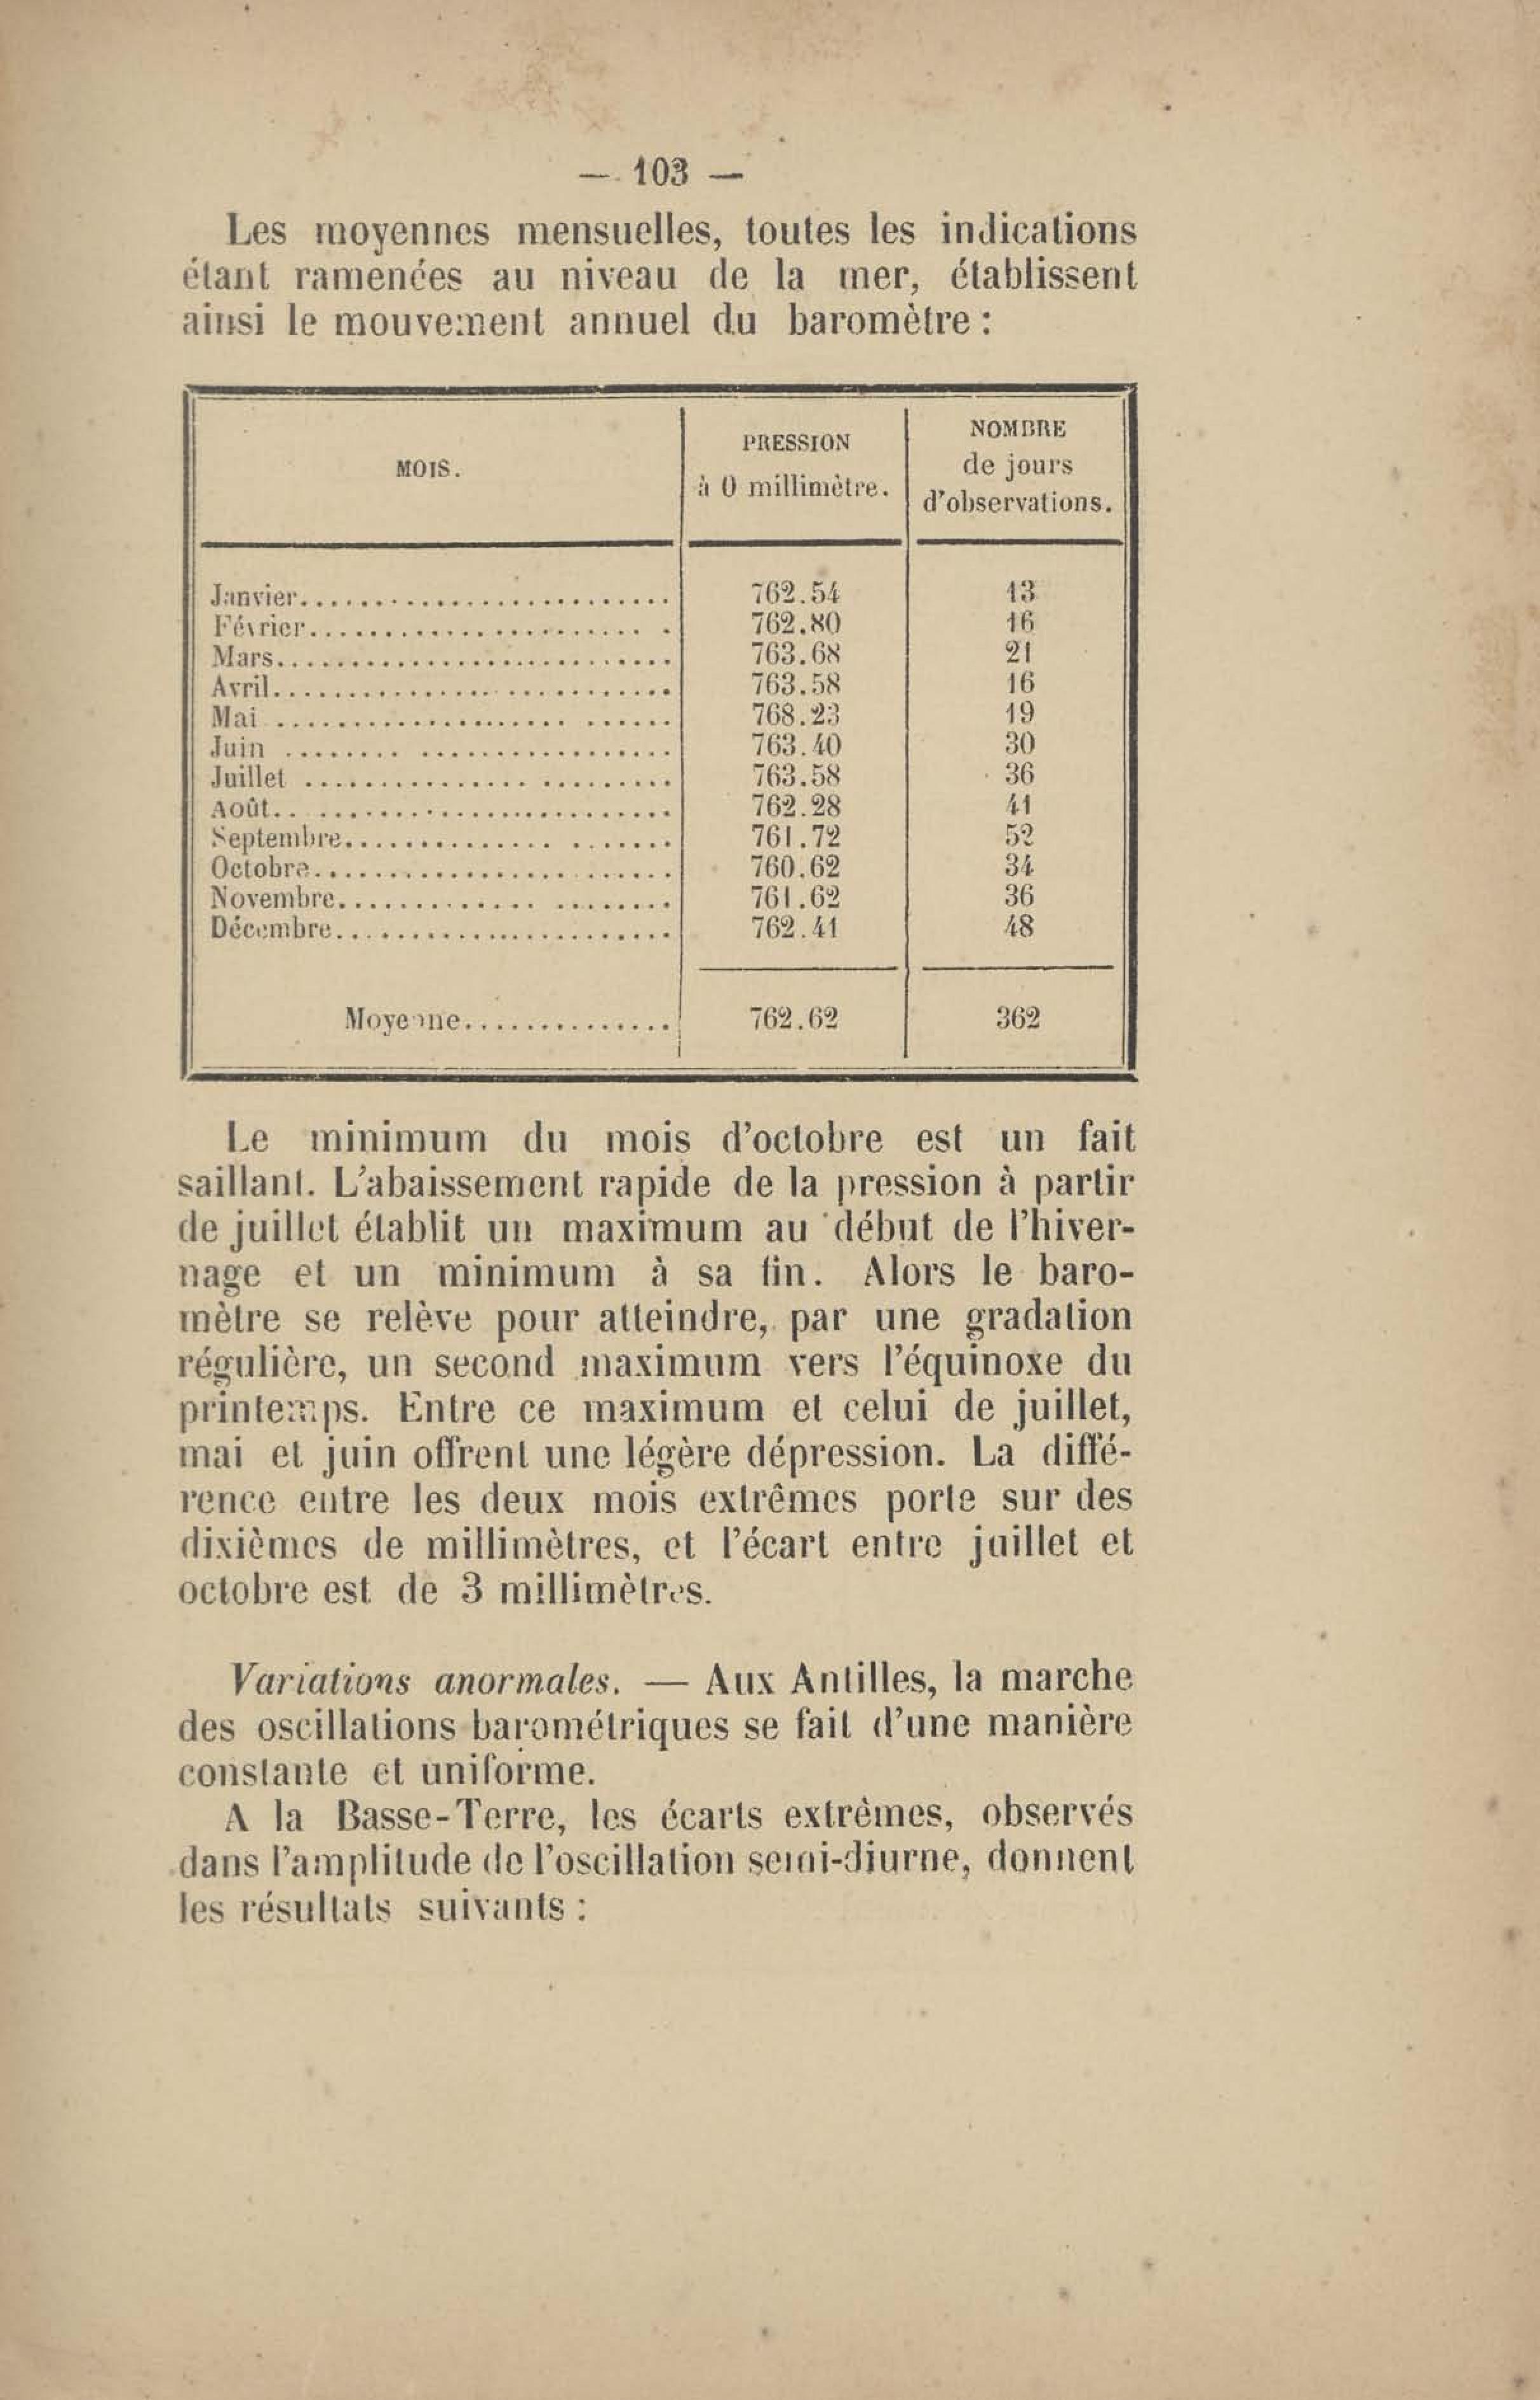 — 103 —
Les moyennes mensuelles, toutes les indications
étant ramenées au niveau de la mer, établissent
ainsi le mouvement annuel du baromètre :
MOIS. PRESSION à 0 millimètre. NOMBRE de jours d'observations.
Janvier........................ 762.54 13
Février........................ 762.80 16
Mars........................ 763.68 21
Avril........................ 763.58 16
Mai ........................ 768.23 19
Juin ........................ 763.40 30
Juillet ........................ 763.58 36
Août........................ 762.28 41
Septembre........................ 761.72 52
Octobre........................ 760.62 34
Novembre........................ 761.62 36
Décembre........................ 762.41 48
Moyenne.............. 762.62 362
Le minimum du mois d'octobre est un fait
saillant. L'abaissement rapide de la pression à partir
de juillet établit un maximum au début de l'hiver-
nage et un minimum à sa fin. Alors le baro-
mètre se relève pour atteindre, par une gradation
régulière, un second maximum vers l'équinoxe du
printemps. Entre ce maximum et celui de juillet,
mai et juin offrent une légère dépression. La diffé-
rence entre les deux mois extrêmes porte sur des
dixièmes de millimètres, et l'écart entre juillet et
octobre est de 3 millimètres.
Variations anormales. — Aux Antilles, la marche
des oscillations barométriques se fait d'une manière
constante et uniforme.
A la Basse-Terre, les écarts extrêmes, observés
dans l'amplitude de l'oscillation semi-diurne, donnent
les résultats suivants :